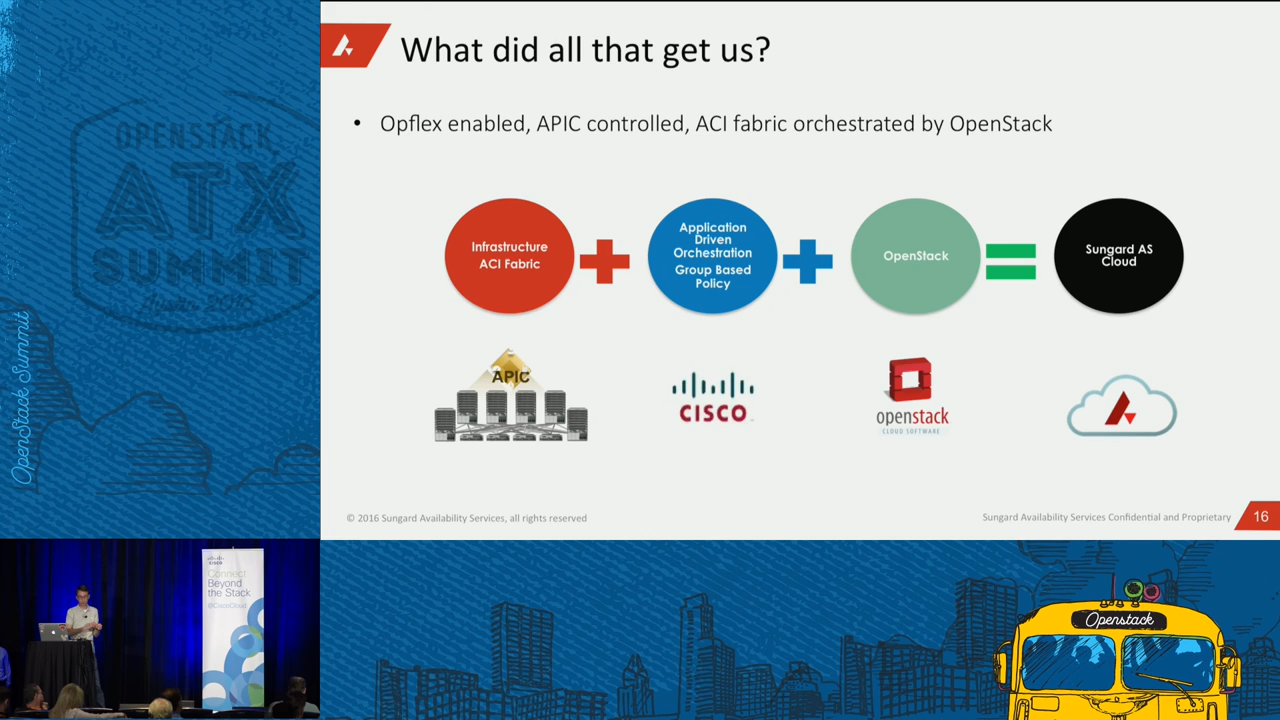 What did all that get us?
• Opflex enabled, APIC controlled, ACI fabric orchestrated by OpenStack
Infrastructure
ACI Fabric
Application
Driven
Orchestration
Group Based
Policy
OpenStack
Sungard AS
Cloud
APIC
CISCO
openstack
CLOUD SOFTWARE
© 2016 Sungard Availability Services, all rights reserved
Sungard Availability Services Confidential and Proprietary
16
OPENSTACK
ATX
Austin 2016
OpenStack Summit
CISCO
Connect
Beyond
the Stack
@CiscoCloud
Openstack